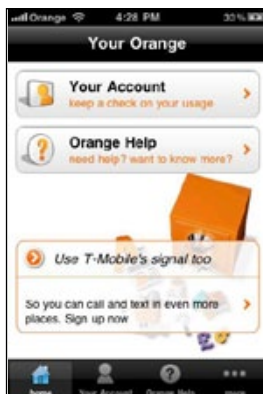 Orange 4:28 PM 30%
Your Orange
Your Account
keep a check on your usage
Orange Help
need help? want to know more?
Use T-Mobile's signal too
So you can call and text in even more
places. Sign up now
home Your Account Orange Help more